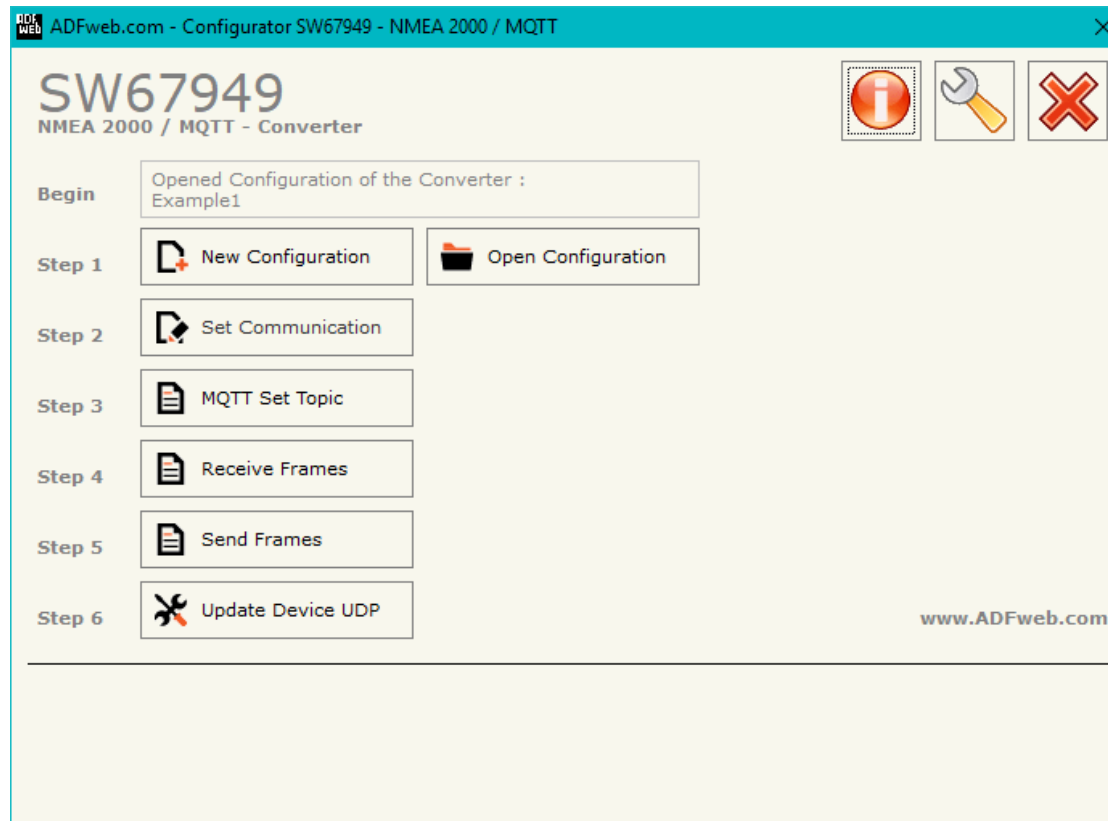 ADF WEB ADFweb.com - Configurator SW67949 - NMEA 2000 / MQTT
SW67949
NMEA 2000 / MQTT - Converter
Begin
Opened Configuration of the Converter :
Example1
Step 1
New Configuration
Open Configuration
Step 2
Set Communication
Step 3
MQTT Set Topic
Step 4
Receive Frames
Step 5
Send Frames
Step 6
Update Device UDP
www.ADFweb.com